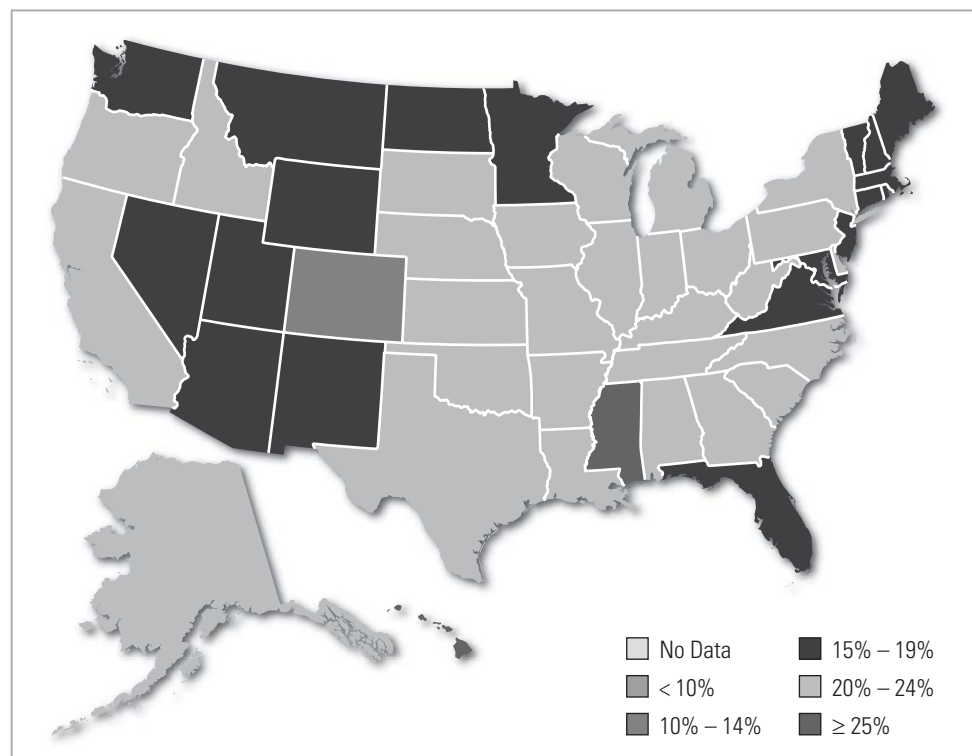 No Data
< 10%
10% – 14%
15% – 19%
20% – 24%
≥ 25%